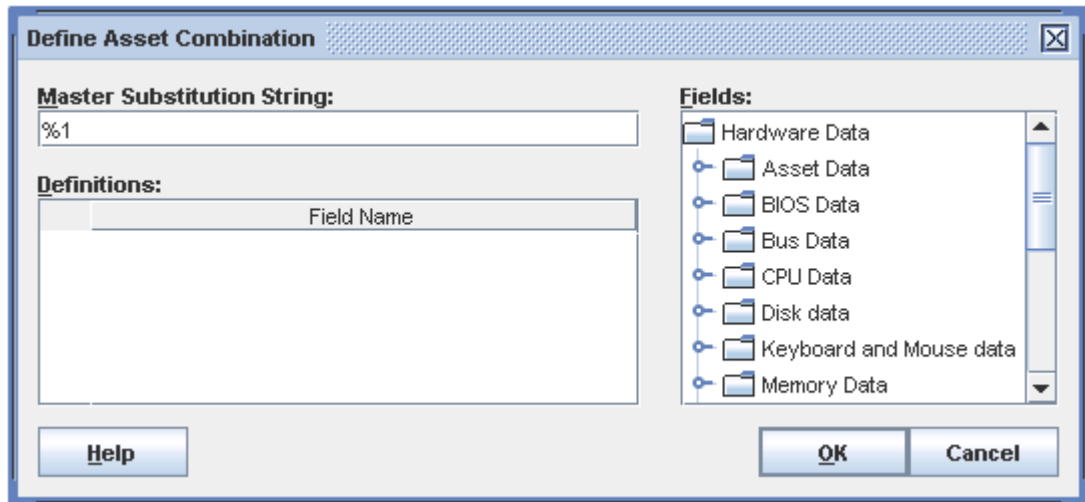 Define Asset Combination
Master Substitution String:
%1
Definitions:
Field Name
Fields:
Hardware Data
Asset Data
BIOS Data
Bus Data
CPU Data
Disk data
Keyboard and Mouse data
Memory Data
Help
OK
Cancel